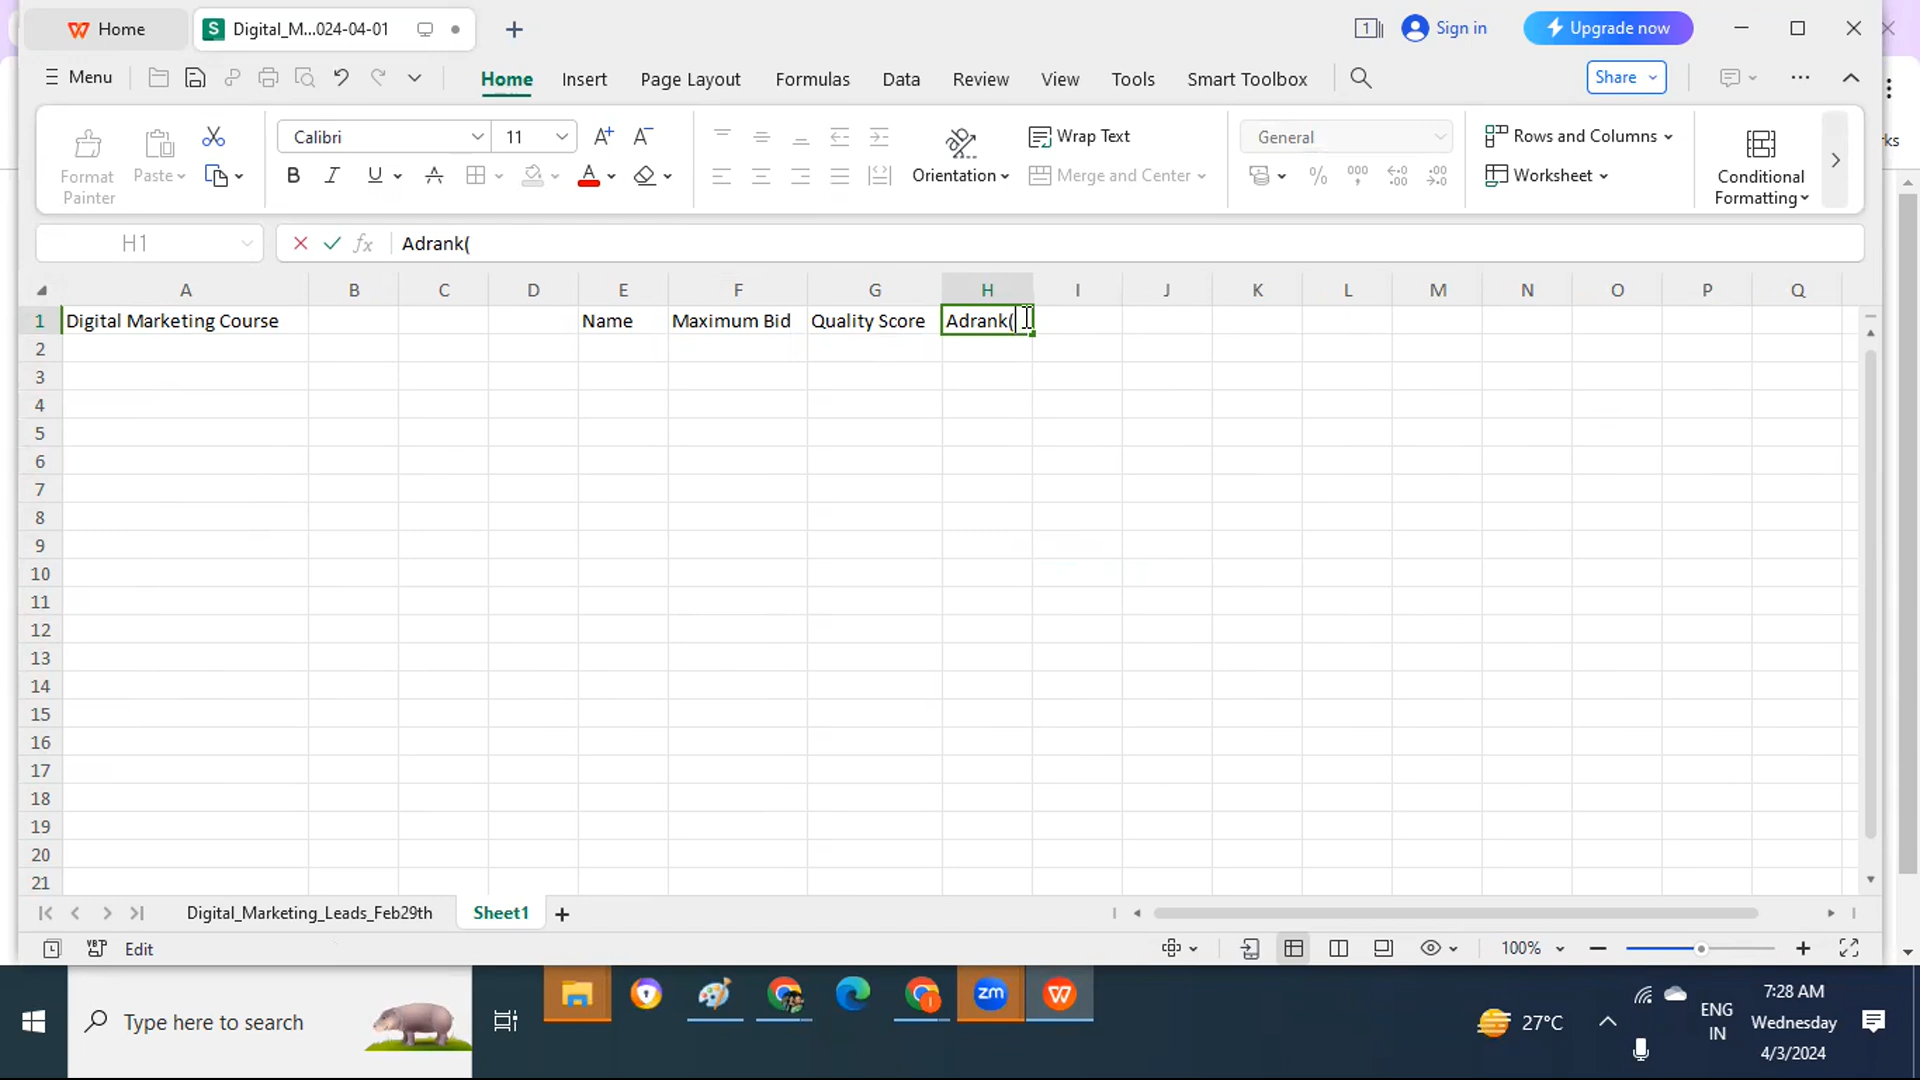 Home
Digital_M...024-04-01
1
Sign in
Upgrade now
Menu
Home
Insert
Page Layout
Formulas
Data
Review
View
Tools
Smart Toolbox
Share
Format
Painter
Paste
Calibri
11
Orientation
Wrap Text
Merge and Center
General
Rows and Columns
Worksheet
Conditional
Formatting
H1
Adrank(
A B C D E F G H I J K L M N O P Q
1 Digital Marketing Course Name Maximum Bid Quality Score Adrank(
2
3
4
5
6
7
8
9
10
11
12
13
14
15
16
17
18
19
20
21
Digital_Marketing_Leads_Feb29th
Sheet1
Edit
100%
Type here to search
zm
27°C
ENG
IN
7:28 AM
Wednesday
4/3/2024